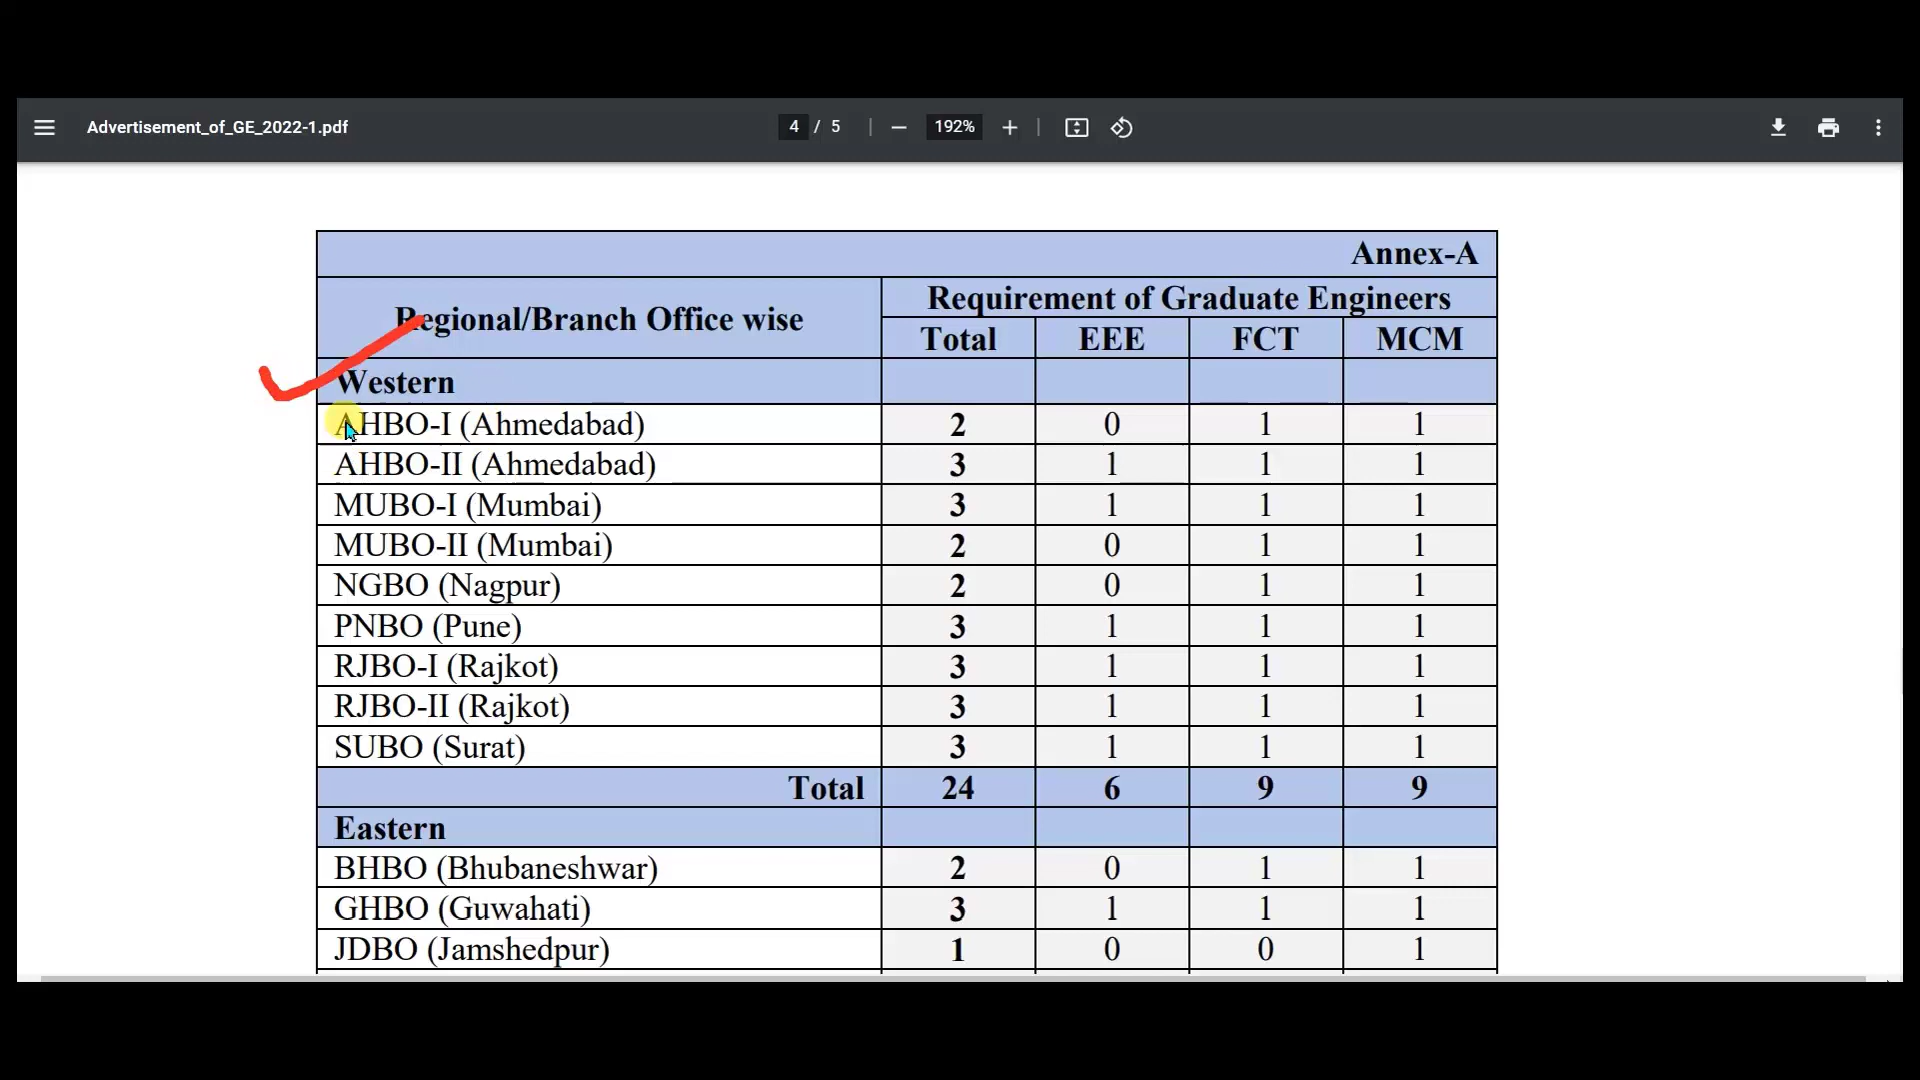 Advertisement_of_GE_2022-1.pdf 4 / 5 192%
Annex-A
Regional/Branch Office wise Requirement of Graduate Engineers
Total EEE FCT MCM
Western
AHBO-I (Ahmedabad) 2 0 1 1
AHBO-II (Ahmedabad) 3 1 1 1
MUBO-I (Mumbai) 3 1 1 1
MUBO-II (Mumbai) 2 0 1 1
NGBO (Nagpur) 2 0 1 1
PNBO (Pune) 3 1 1 1
RJBO-I (Rajkot) 3 1 1 1
RJBO-II (Rajkot) 3 1 1 1
SUBO (Surat) 3 1 1 1
Total 24 6 9 9
Eastern
BHBO (Bhubaneshwar) 2 0 1 1
GHBO (Guwahati) 3 1 1 1
JDBO (Jamshedpur) 1 0 0 1